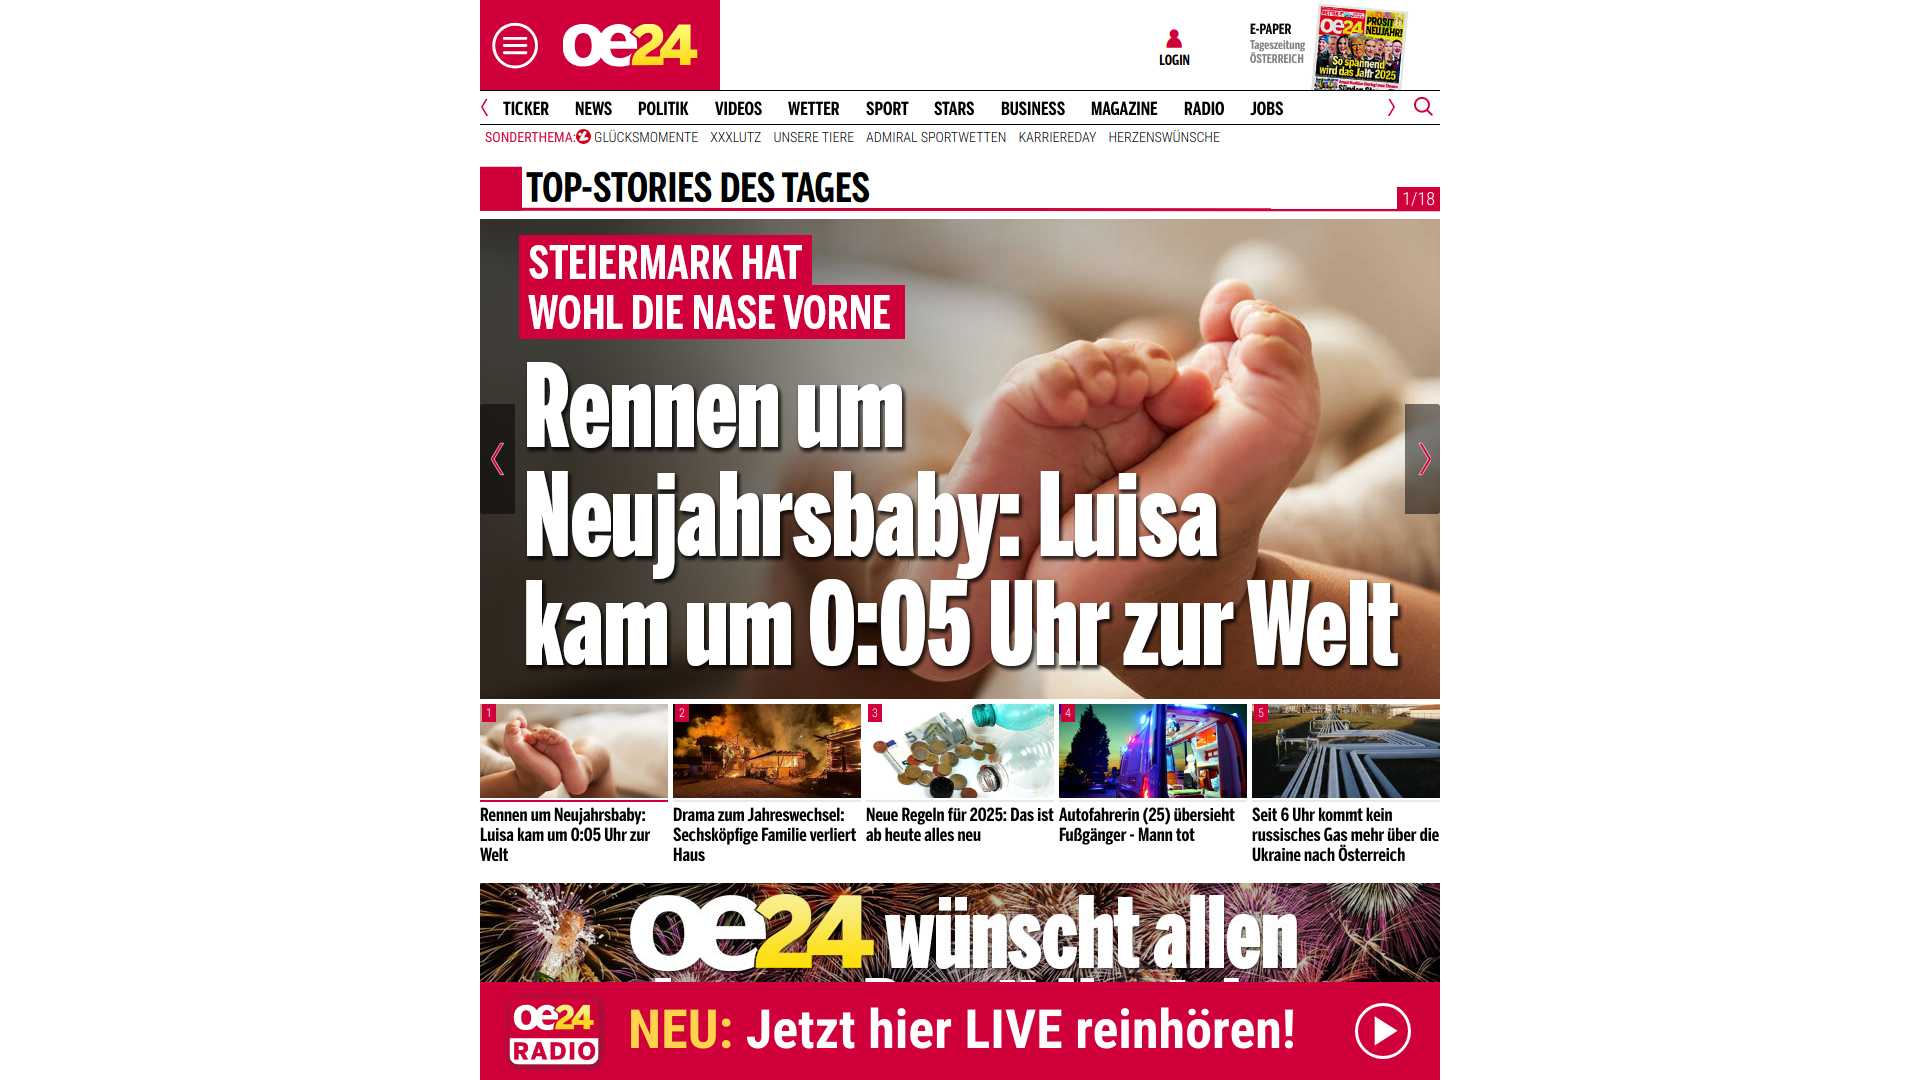 oe24
LOGIN
E-PAPER
Tageszeitung
ÖSTERREICH
oe24
PROSIT
NEUJAHR!
So spannend
wird das Jahr 2025
TICKER NEWS POLITIK VIDEOS WETTER SPORT STARS BUSINESS MAGAZINE RADIO JOBS
SONDERTHEMA: GLÜCKSMOMENTE XXXLUTZ UNSERE TIERE ADMIRAL SPORTWETTEN KARRIEREDAY HERZENSWÜNSCHE
TOP-STORIES DES TAGES
1/18
STEIERMARK HAT
WOHL DIE NASE VORNE
Rennen um
Neujahrsbaby: Luisa
kam um 0:05 Uhr zur Welt
1
Rennen um Neujahrsbaby:
Luisa kam um 0:05 Uhr zur
Welt
2
Drama zum Jahreswechsel:
Sechsköpfige Familie verliert
Haus
3
Neue Regeln für 2025: Das ist
ab heute alles neu
4
Autofahrerin (25) übersieht
Fußgänger - Mann tot
5
Seit 6 Uhr kommt kein
russisches Gas mehr über die
Ukraine nach Österreich
oe24 wünscht allen
oe24
RADIO
NEU: Jetzt hier LIVE reinhören!